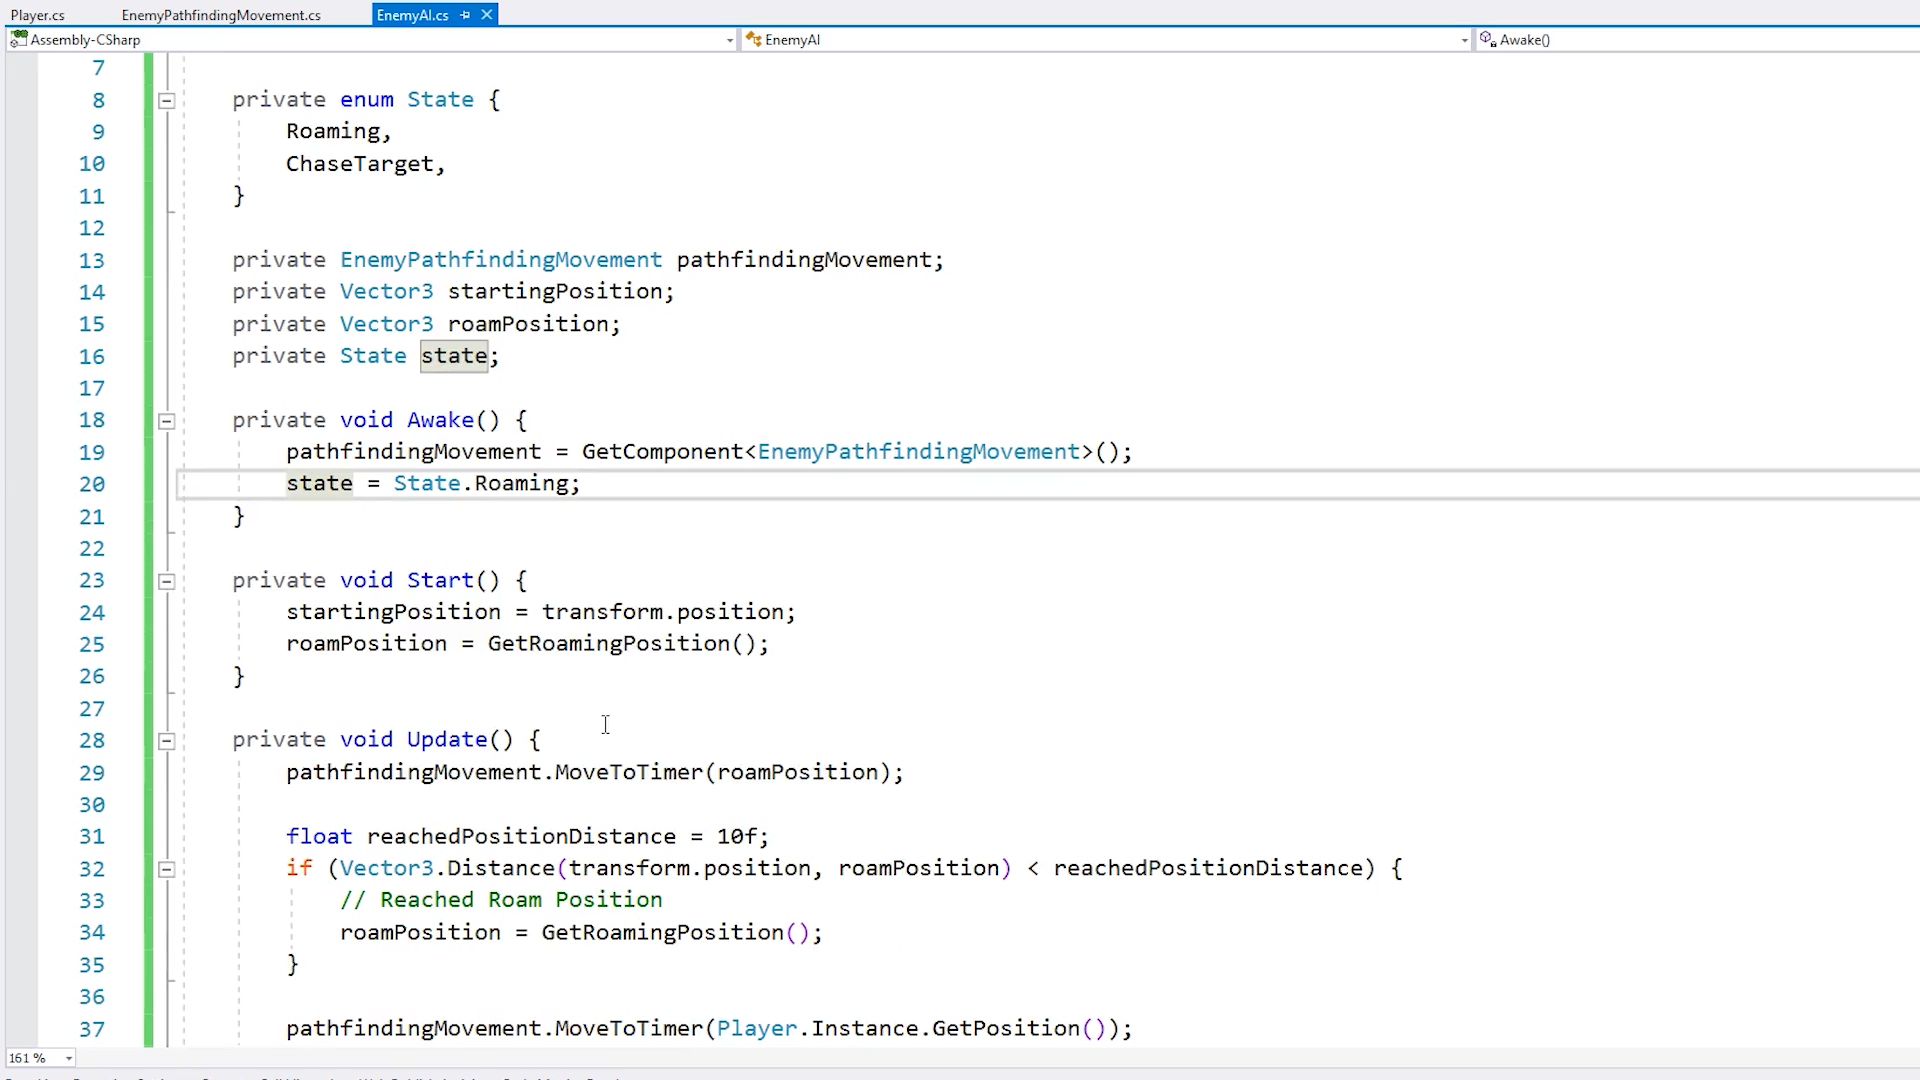 Player.cs EnemyPathfindingMovement.cs EnemyAI.cs
Assembly-CSharp EnemyAI Awake()
7
8 private enum State {
9 Roaming,
10 ChaseTarget,
11 }
12
13 private EnemyPathfindingMovement pathfindingMovement;
14 private Vector3 startingPosition;
15 private Vector3 roamPosition;
16 private State state;
17
18 private void Awake() {
19 pathfindingMovement = GetComponent<EnemyPathfindingMovement>();
20 state = State.Roaming;
21 }
22
23 private void Start() {
24 startingPosition = transform.position;
25 roamPosition = GetRoamingPosition();
26 }
27
28 private void Update() {
29 pathfindingMovement.MoveToTimer(roamPosition);
30
31 float reachedPositionDistance = 10f;
32 if (Vector3.Distance(transform.position, roamPosition) < reachedPositionDistance) {
33 // Reached Roam Position
34 roamPosition = GetRoamingPosition();
35 }
36
37 pathfindingMovement.MoveToTimer(Player.Instance.GetPosition());
161 %